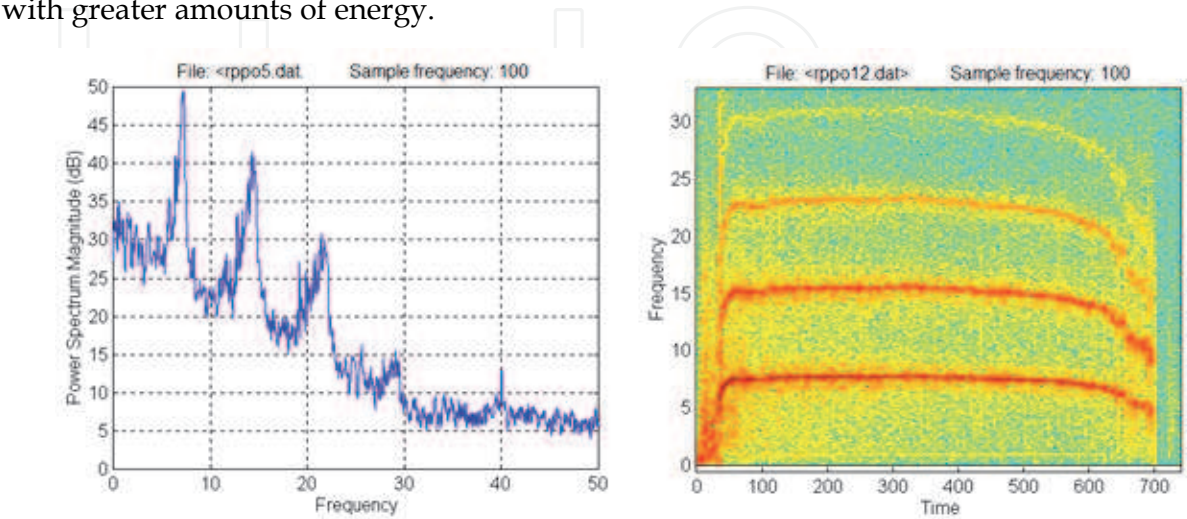 with greater amounts of energy.
File: <rppo5.dat. Sample frequency: 100
50
45
40
35
30
25
20
15
10
5
0
Power Spectrum Magnitude (dB)
0 10 20 30 40 50
Frequency
File: <rppo12.dat> Sample frequency: 100
30
25
20
15
10
5
0
Frequency
0 100 200 300 400 500 600 700
Time